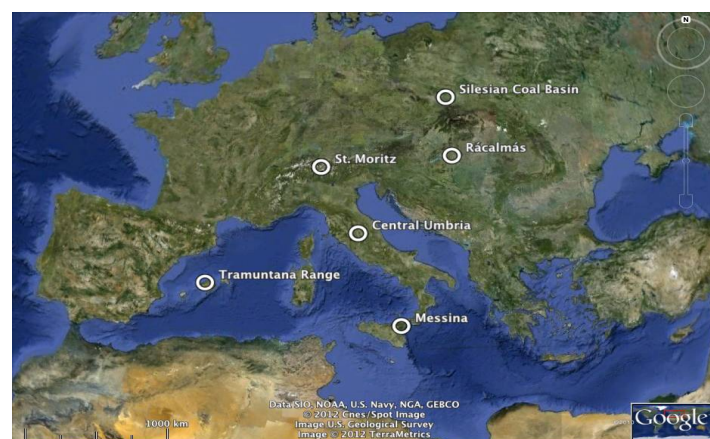 N
Silesian Coal Basin
Rácalmás
St. Moritz
Central Umbria
Tramuntana Range
Messina
Data SIO, NOAA, U.S. Navy, NGA, GEBCO
© 2012 Cnes/Spot Image
Image U.S. Geological Survey
Image © 2012 TerraMetrics
1000 km
Google